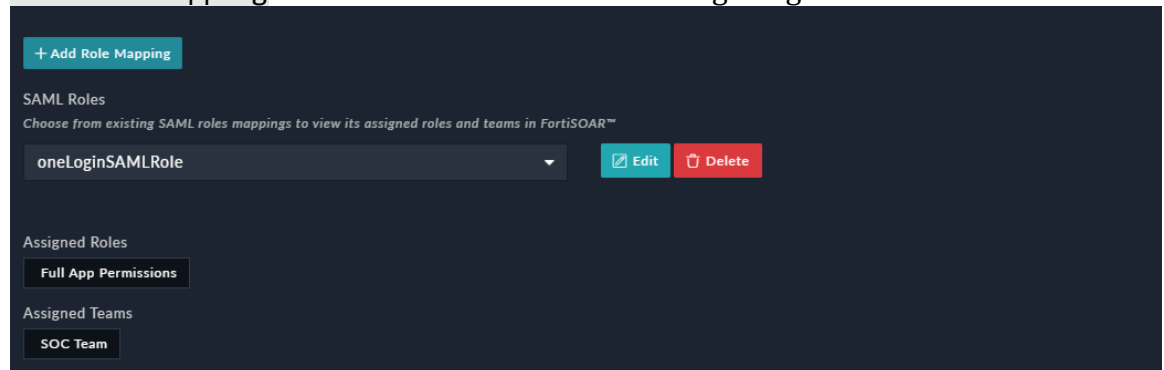 + Add Role Mapping
SAML Roles
Choose from existing SAML roles mappings to view its assigned roles and teams in FortiSOAR™
oneLoginSAMLRole
Edit
Delete
Assigned Roles
Full App Permissions
Assigned Teams
SOC Team